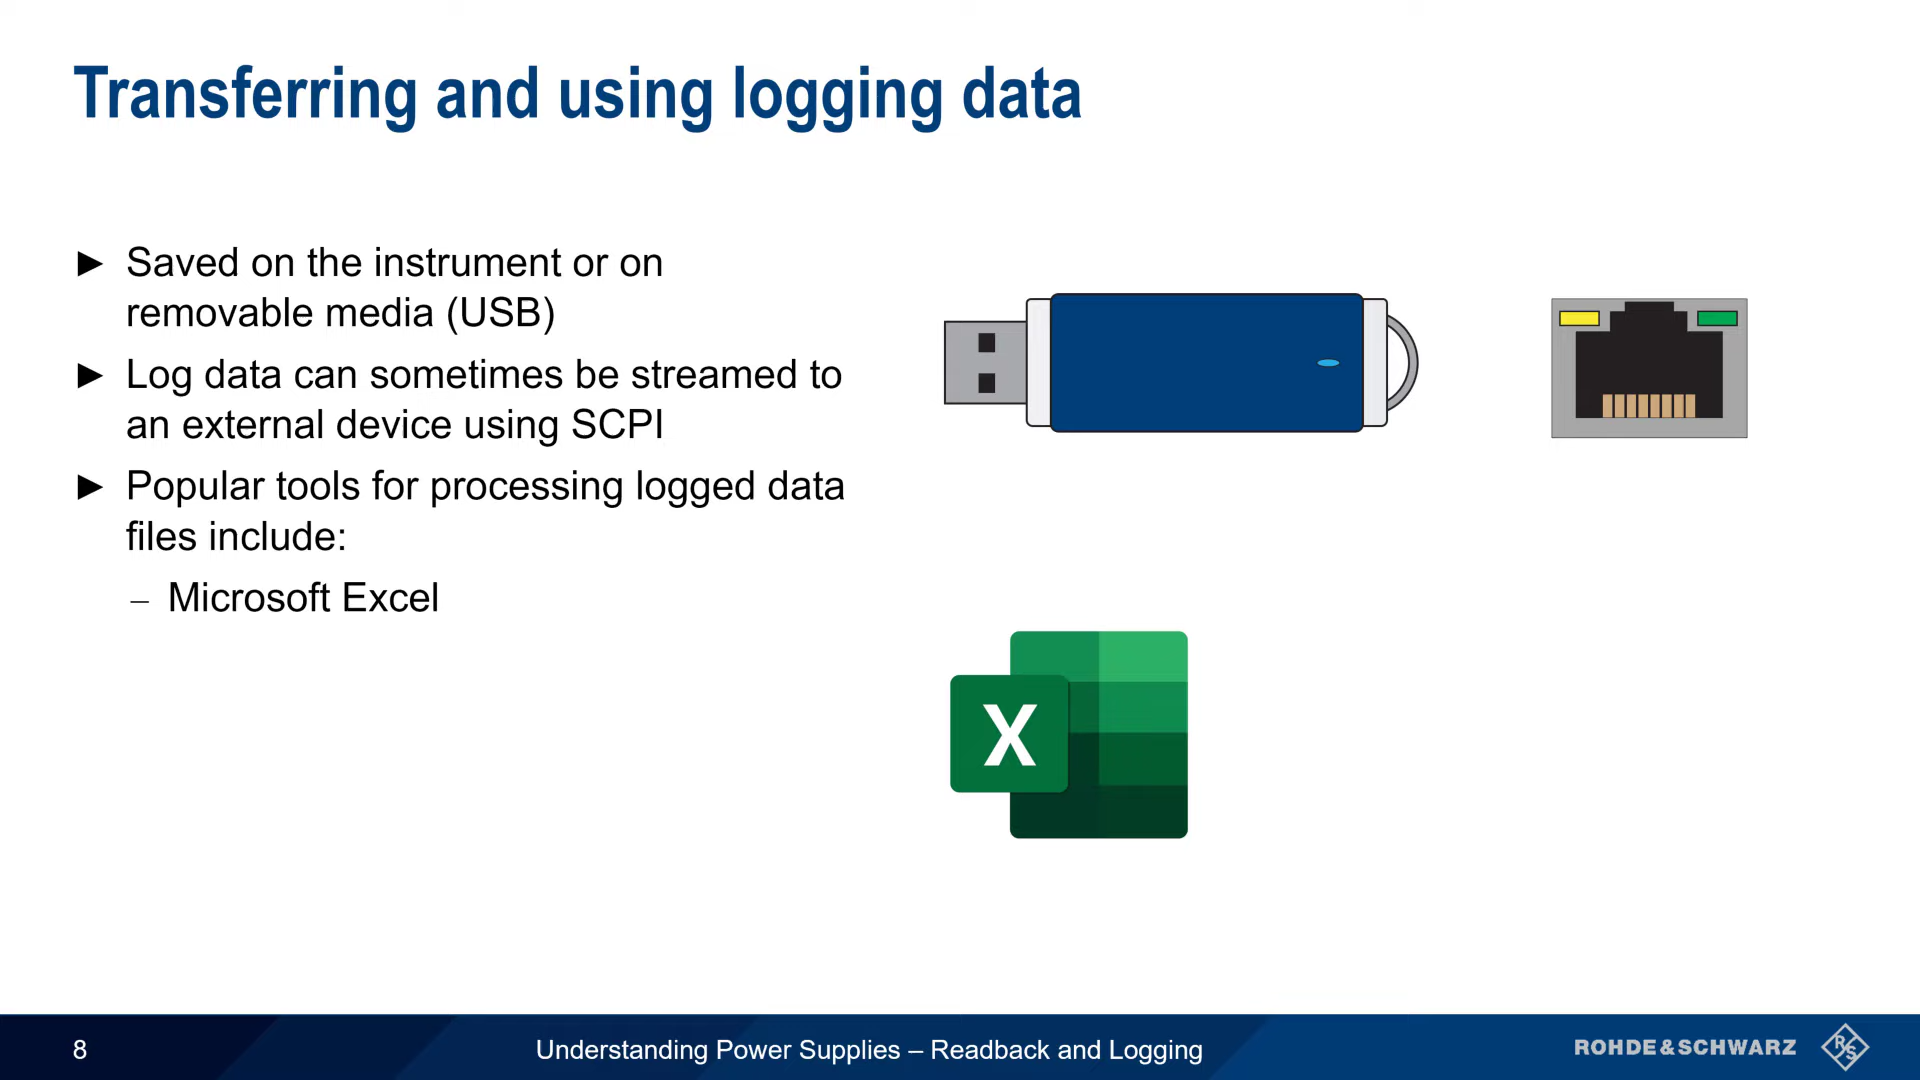 Transferring and using logging data
► Saved on the instrument or on
removable media (USB)
► Log data can sometimes be streamed to
an external device using SCPI
► Popular tools for processing logged data
files include:
– Microsoft Excel
X
8
Understanding Power Supplies – Readback and Logging
ROHDE & SCHWARZ
R S